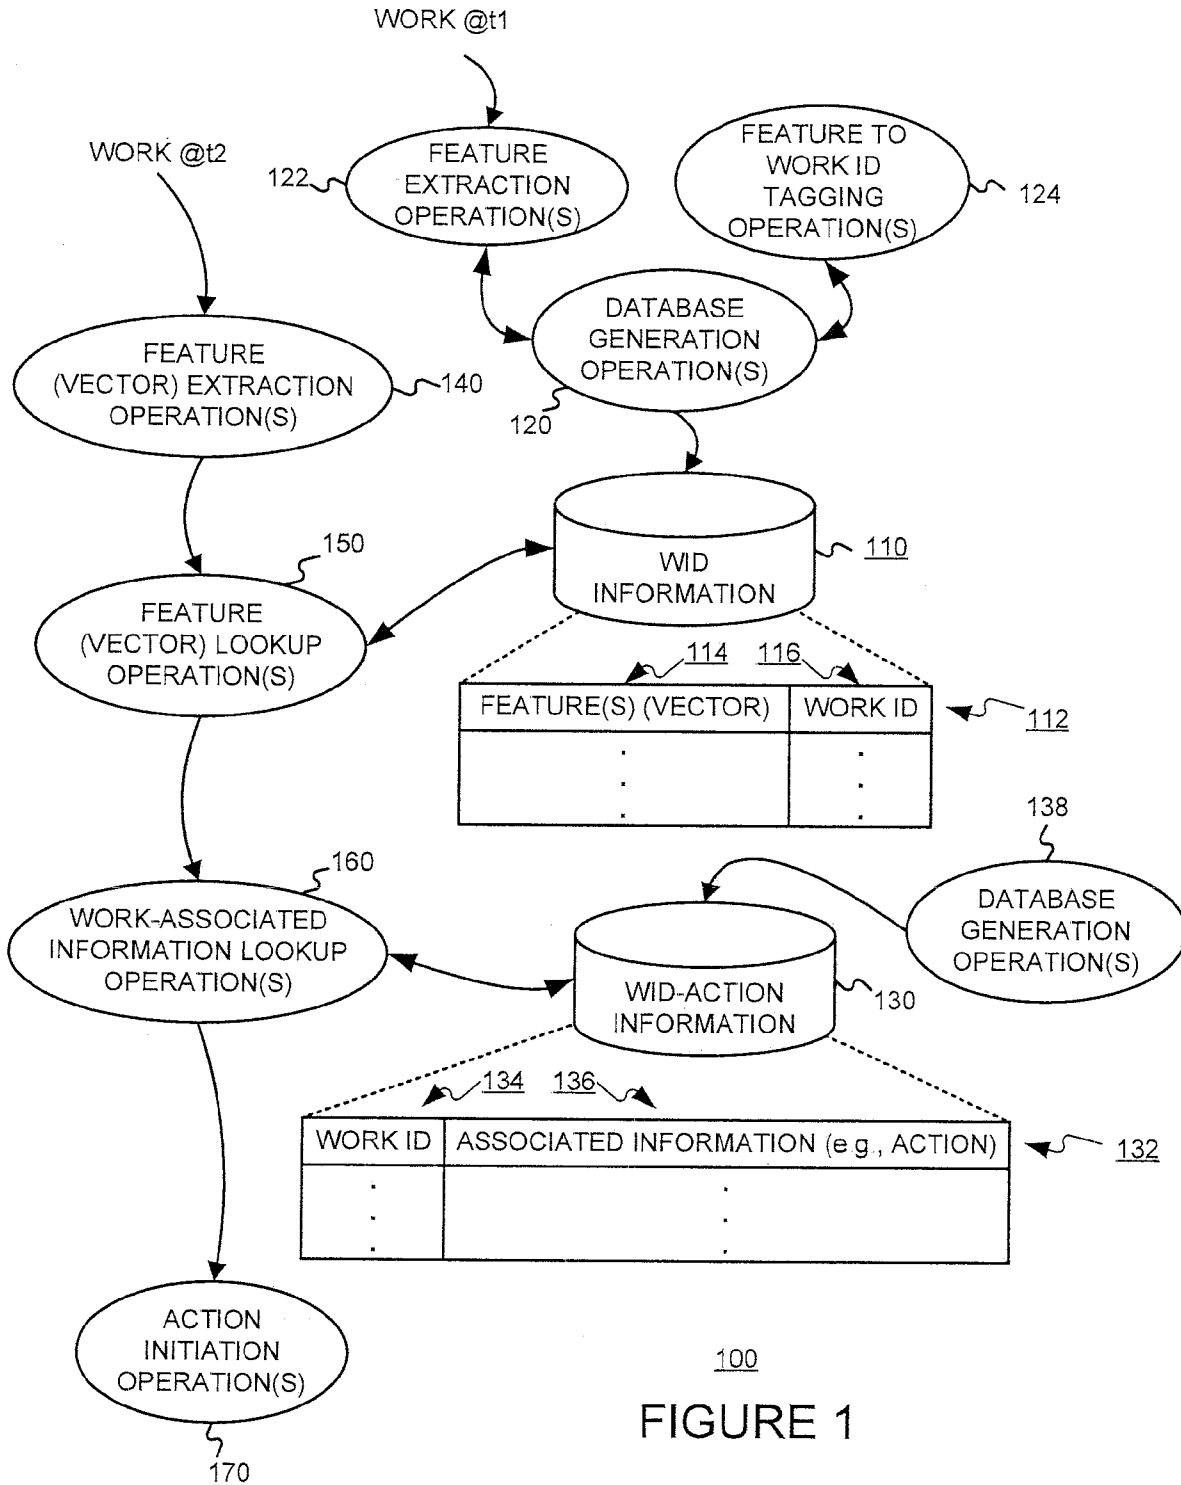 WORK @t1
WORK @t2
122
FEATURE
EXTRACTION
OPERATION(S)
FEATURE TO
WORK ID
TAGGING
OPERATION(S)
124
DATABASE
GENERATION
OPERATION(S)
120
FEATURE
(VECTOR) EXTRACTION
OPERATION(S)
140
150
FEATURE
(VECTOR) LOOKUP
OPERATION(S)
WID
INFORMATION
110
114
116
FEATURE(S) (VECTOR)
WORK ID
112
138
DATABASE
GENERATION
OPERATION(S)
160
WORK-ASSOCIATED
INFORMATION LOOKUP
OPERATION(S)
WID-ACTION
INFORMATION
130
134
136
WORK ID
ASSOCIATED INFORMATION (e.g., ACTION)
132
ACTION
INITIATION
OPERATION(S)
170
100
FIGURE 1